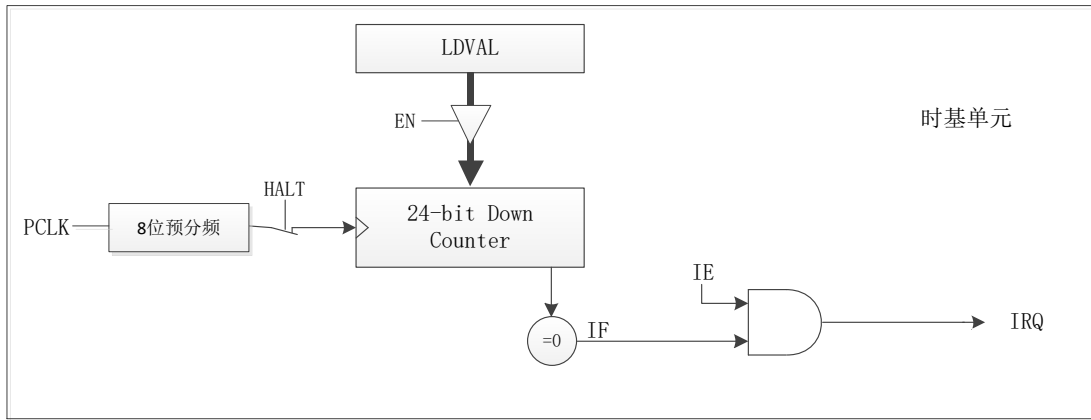 LDVAL
EN
时基单元
HALT
PCLK
8位预分频
24-bit Down
Counter
IE
=0
IF
IRQ